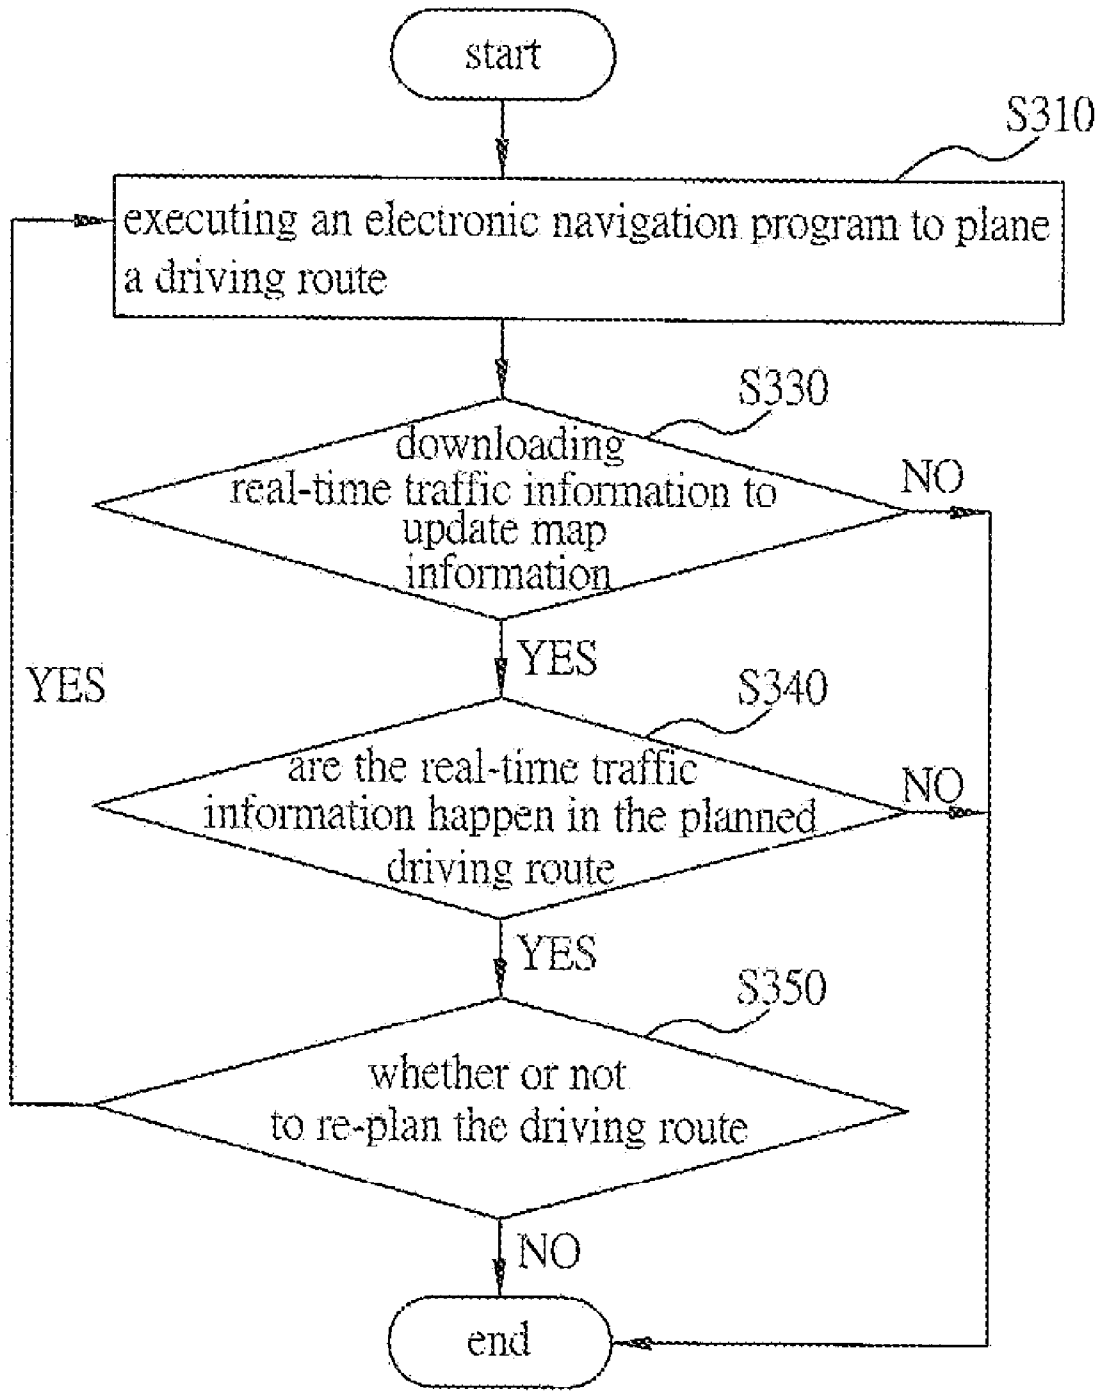 start
S310
executing an electronic navigation program to plane
a driving route
S330
downloading
real-time traffic information to
update map
information
NO
YES
YES
S340
are the real-time traffic
information happen in the planned
driving route
NO
YES
S350
whether or not
to re-plan the driving route
NO
end